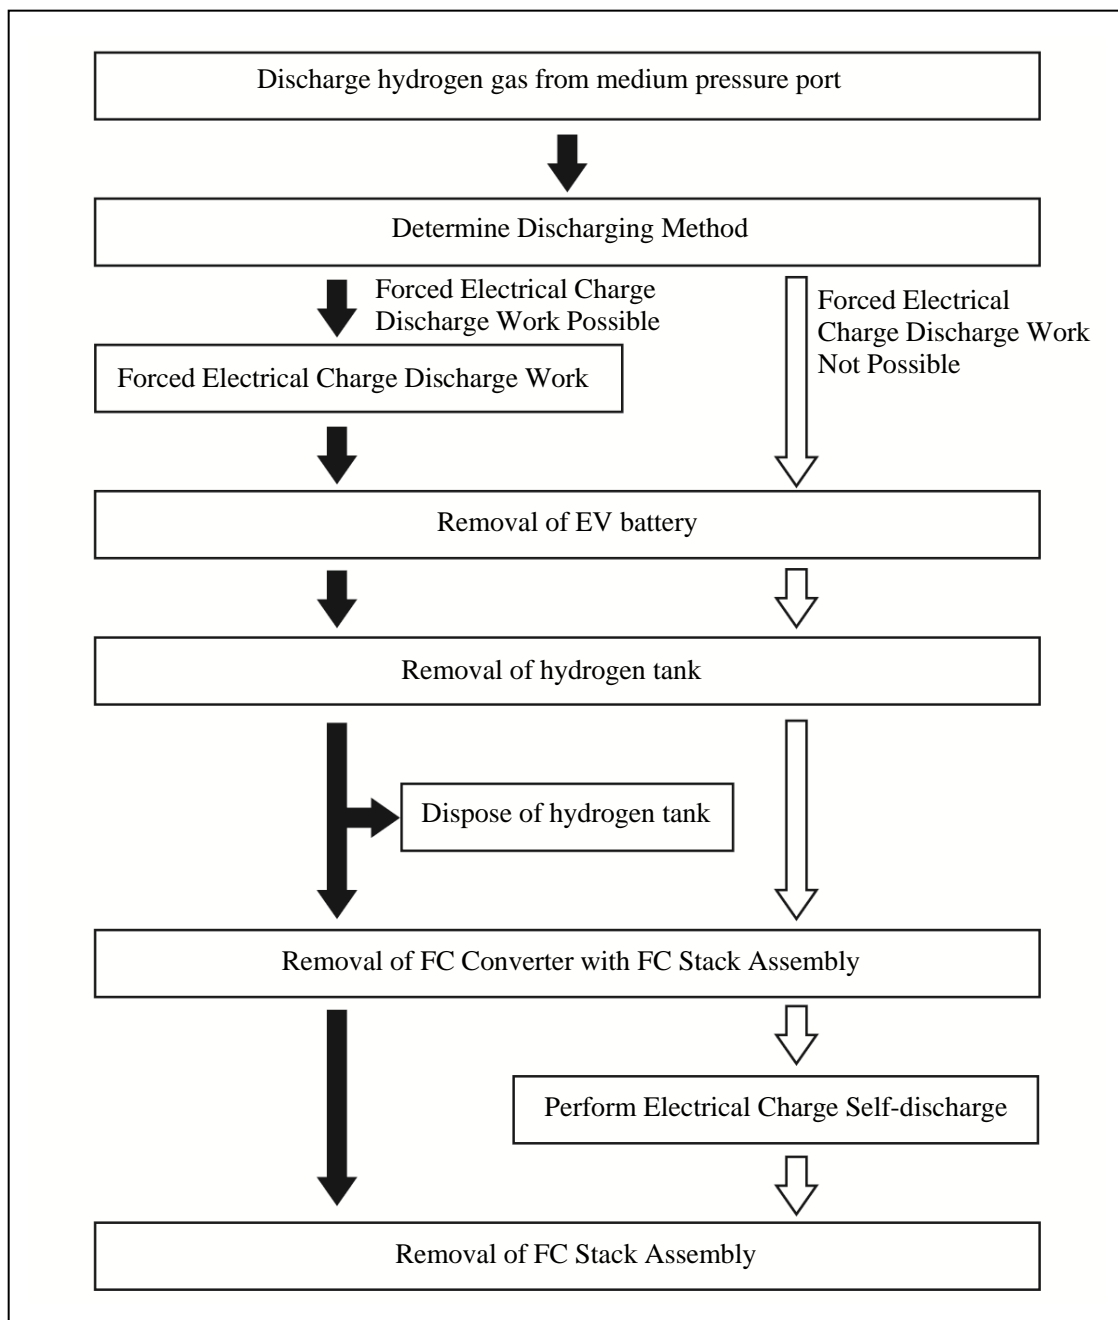 Discharge hydrogen gas from medium pressure port
Determine Discharging Method
Forced Electrical Charge
Discharge Work Possible
Forced Electrical
Charge Discharge Work
Not Possible
Forced Electrical Charge Discharge Work
Removal of EV battery
Removal of hydrogen tank
Dispose of hydrogen tank
Removal of FC Converter with FC Stack Assembly
Perform Electrical Charge Self-discharge
Removal of FC Stack Assembly